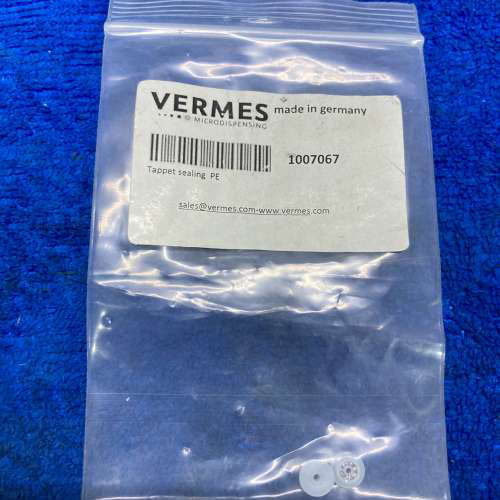 VERMES made in germany
MICRODISPENSING
1007067
Tappet sealing PE
sales@vermes.com-www.vermes.com